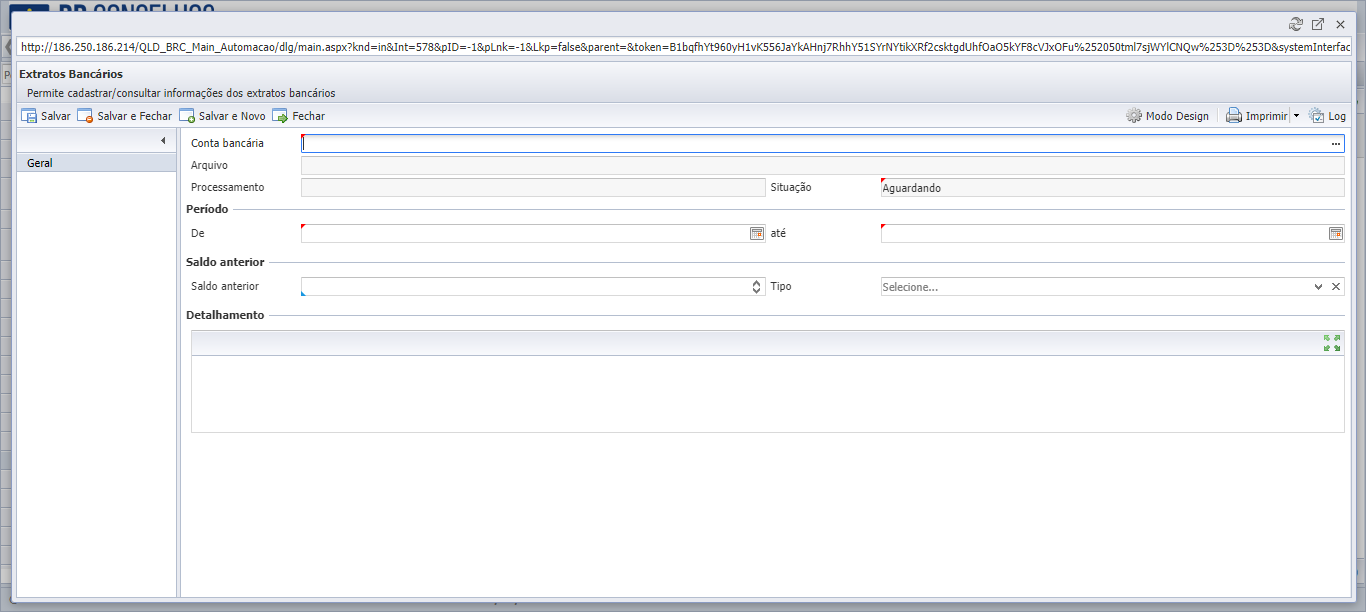 BR CONSELHOS
http://186.250.186.214/QLD_BRC_Main_Automacao/dlg/main.aspx?knd=in&Int=578&pID=-1&pLnk=-1&Lkp=false&parent=&token=B1bqfhYt960yH1vK556JaYkAHnj7RhhY51SYrNYtikXRf2csktgdUhfOaO5kYF8cVJxOFu%252050tml7sjWYlCNQw%253D%253D&systemInterfac
Extratos Bancários
Permite cadastrar/consultar informações dos extratos bancários
Salvar Salvar e Fechar Salvar e Novo Fechar Modo Design Imprimir Log
Geral
Conta bancária
Arquivo
Processamento Situação Aguardando
Período
De até
Saldo anterior
Saldo anterior Tipo Selecione...
Detalhamento